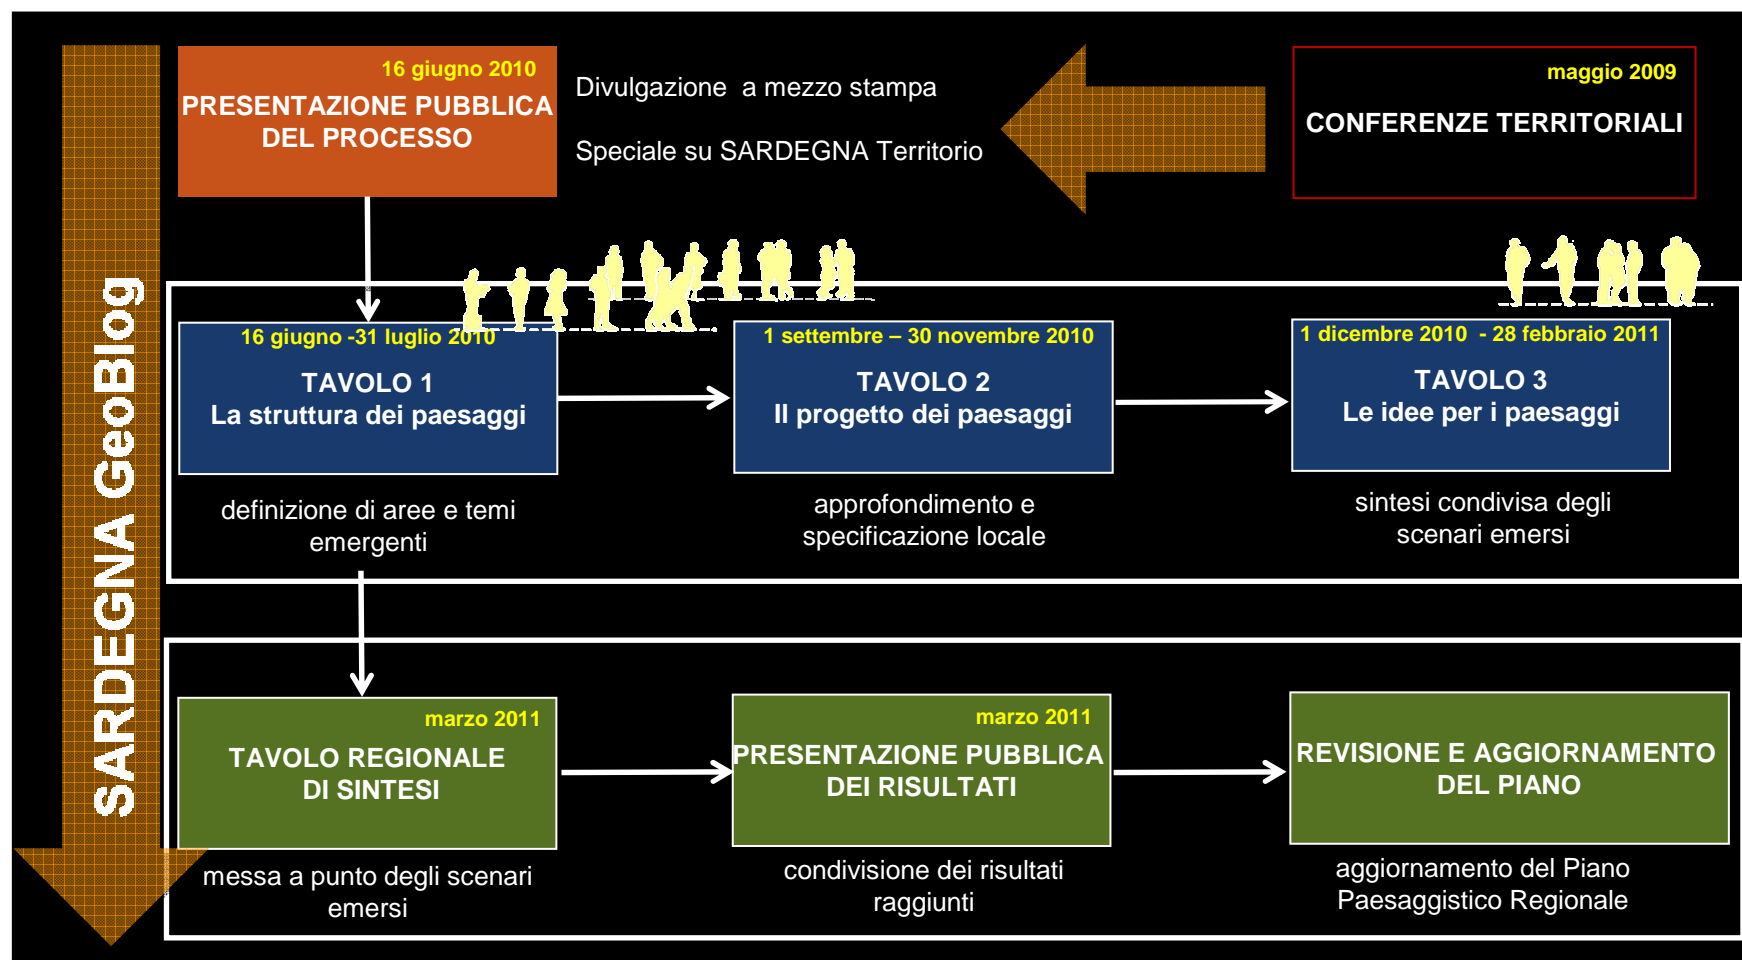 SARDEGNA GeoBlog
16 giugno 2010
PRESENTAZIONE PUBBLICA
DEL PROCESSO
Divulgazione a mezzo stampa
Speciale su SARDEGNA Territorio
maggio 2009
CONFERENZE TERRITORIALI
16 giugno -31 luglio 2010
TAVOLO 1
La struttura dei paesaggi
definizione di aree e temi
emergenti
1 settembre – 30 novembre 2010
TAVOLO 2
Il progetto dei paesaggi
approfondimento e
specificazione locale
1 dicembre 2010 - 28 febbraio 2011
TAVOLO 3
Le idee per i paesaggi
sintesi condivisa degli
scenari emersi
marzo 2011
TAVOLO REGIONALE
DI SINTESI
messa a punto degli scenari
emersi
marzo 2011
PRESENTAZIONE PUBBLICA
DEI RISULTATI
condivisione dei risultati
raggiunti
REVISIONE E AGGIORNAMENTO
DEL PIANO
aggiornamento del Piano
Paesaggistico Regionale